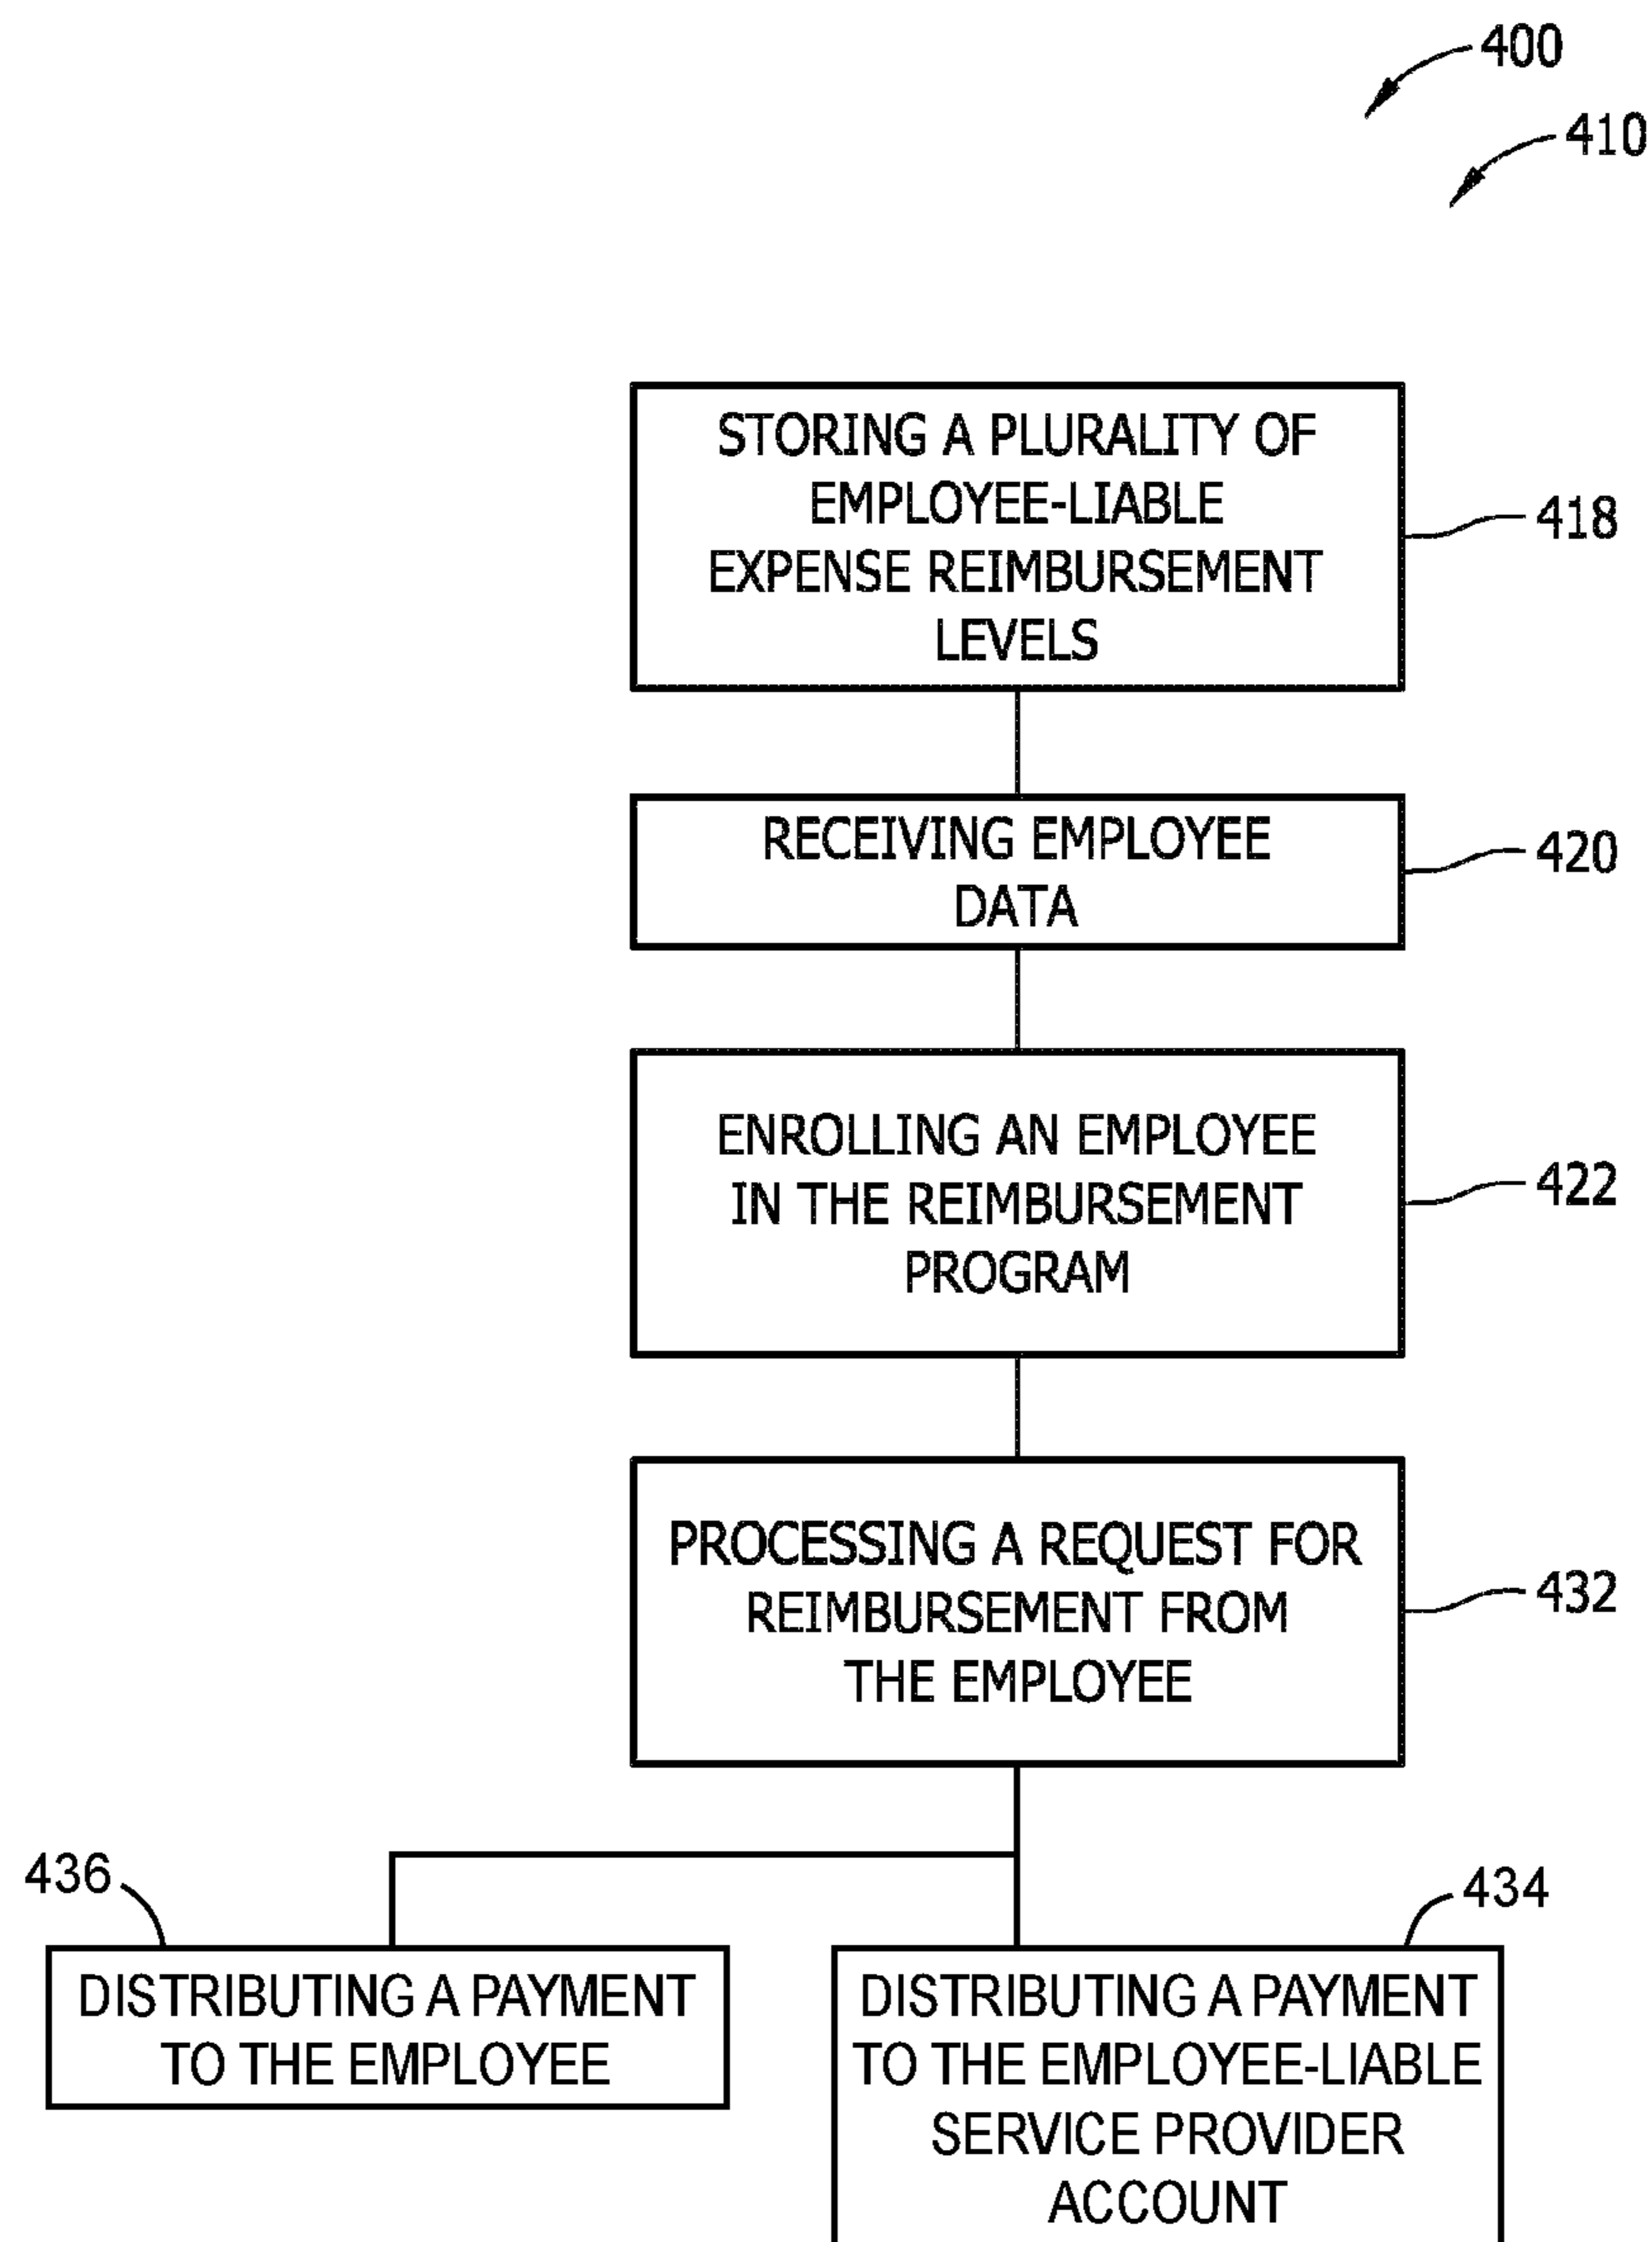 400
410
STORING A PLURALITY OF
EMPLOYEE-LIABLE
EXPENSE REIMBURSEMENT
LEVELS
418
RECEIVING EMPLOYEE
DATA
420
ENROLLING AN EMPLOYEE
IN THE REIMBURSEMENT
PROGRAM
422
PROCESSING A REQUEST FOR
REIMBURSEMENT FROM
THE EMPLOYEE
432
436
DISTRIBUTING A PAYMENT
TO THE EMPLOYEE
434
DISTRIBUTING A PAYMENT
TO THE EMPLOYEE-LIABLE
SERVICE PROVIDER
ACCOUNT